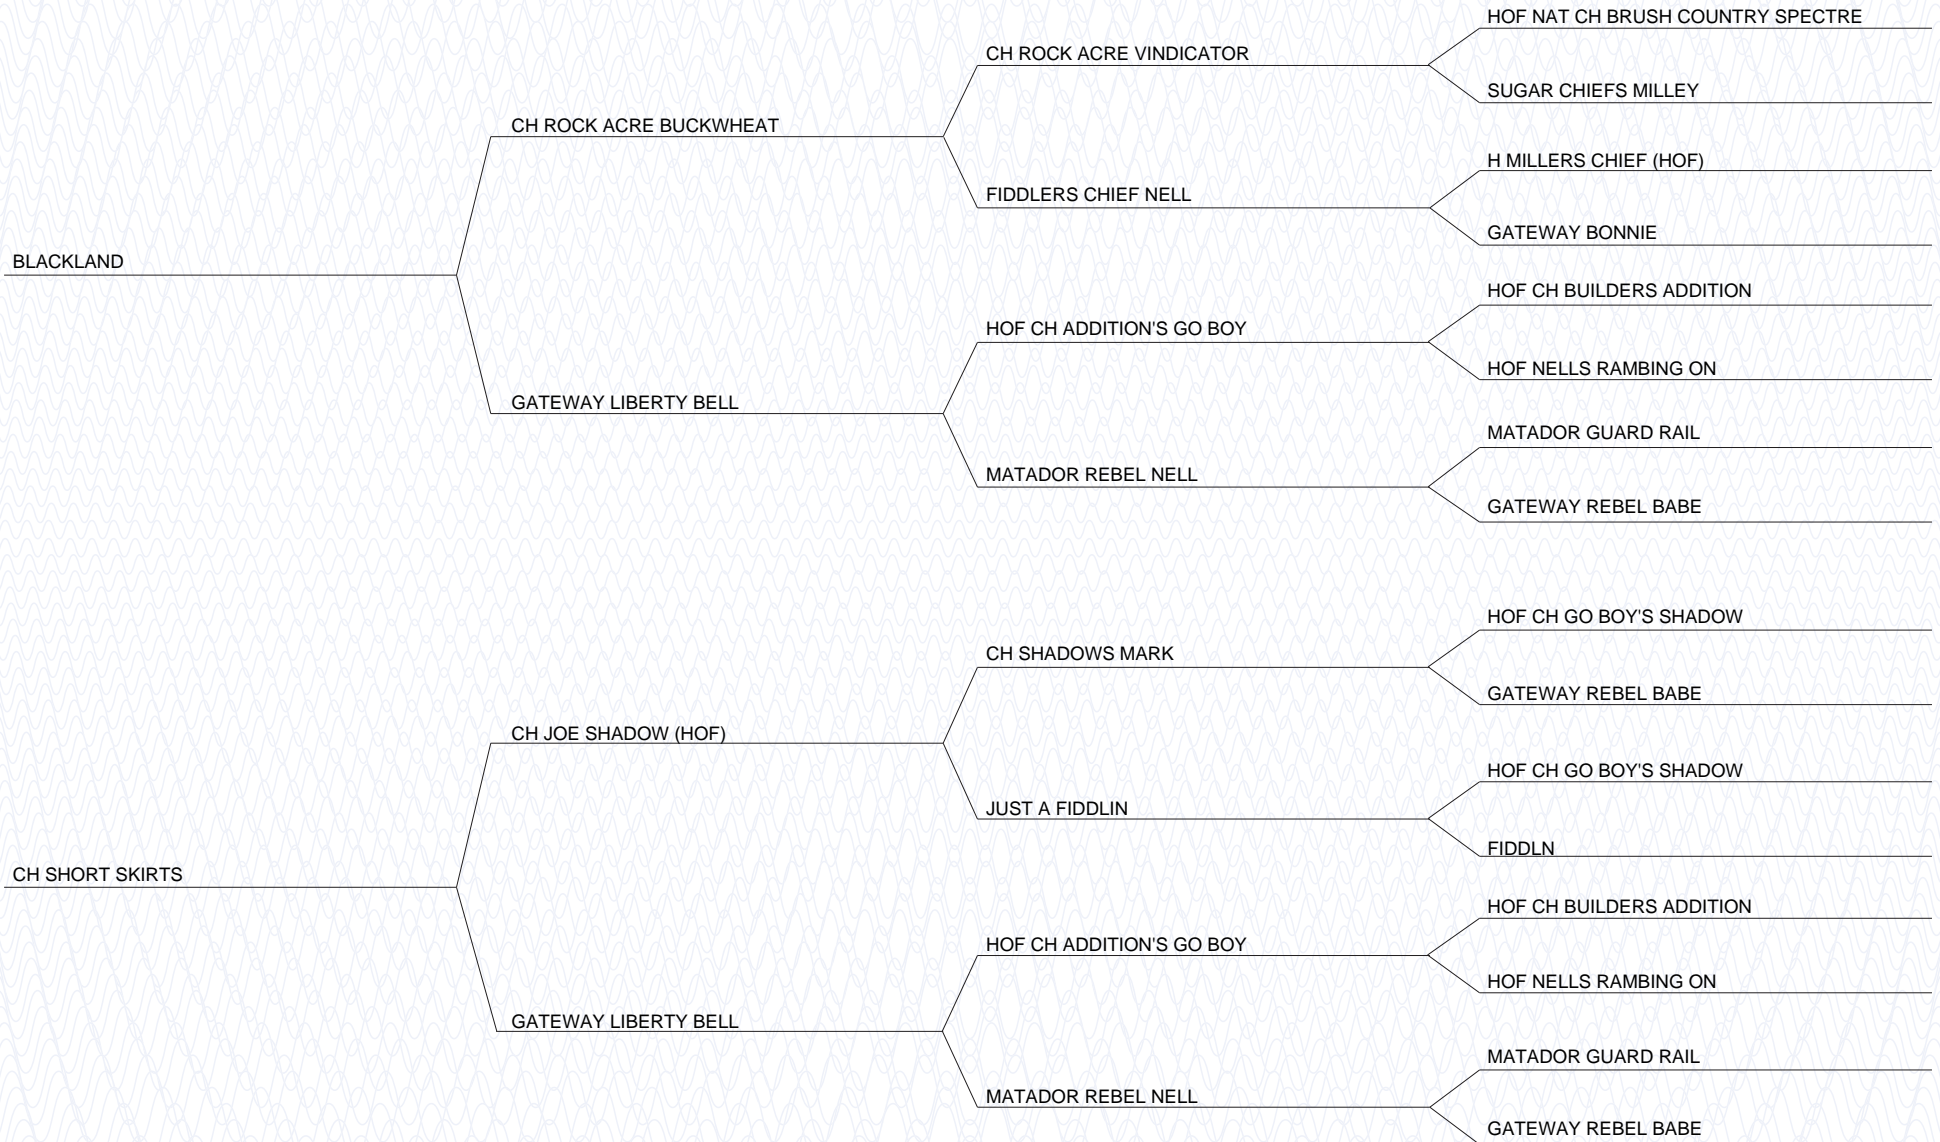 HOF NAT CH BRUSH COUNTRY SPECTRE
CH ROCK ACRE VINDICATOR
SUGAR CHIEFS MILLEY
CH ROCK ACRE BUCKWHEAT
H MILLERS CHIEF (HOF)
FIDDLERS CHIEF NELL
GATEWAY BONNIE
BLACKLAND
HOF CH BUILDERS ADDITION
HOF CH ADDITION'S GO BOY
HOF NELLS RAMBING ON
GATEWAY LIBERTY BELL
MATADOR GUARD RAIL
MATADOR REBEL NELL
GATEWAY REBEL BABE
HOF CH GO BOY'S SHADOW
CH SHADOWS MARK
GATEWAY REBEL BABE
CH JOE SHADOW (HOF)
HOF CH GO BOY'S SHADOW
JUST A FIDDLIN
FIDDLN
CH SHORT SKIRTS
HOF CH BUILDERS ADDITION
HOF CH ADDITION'S GO BOY
HOF NELLS RAMBING ON
GATEWAY LIBERTY BELL
MATADOR GUARD RAIL
MATADOR REBEL NELL
GATEWAY REBEL BABE